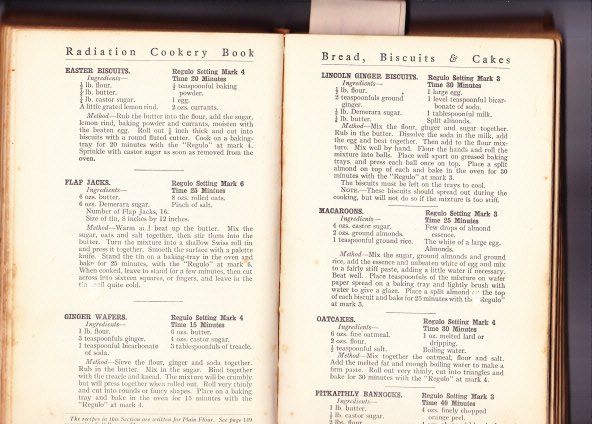 Radiation Cookery Book
EASTER BISCUITS. Regulo Setting Mark 4
Ingredients— Time 20 Minutes
½ lb. flour. ½ teaspoonful baking
¼ lb. butter. powder.
¼ lb. castor sugar. 1 egg.
A little grated lemon rind. 2 ozs. currants.
Method—Rub the butter into the flour, add the sugar,
lemon rind, baking powder and currants, moisten with
the beaten egg. Roll out inch thick and cut into
biscuits with a round fluted cutter. Cook on a baking-
tray for 20 minutes with the "Regulo" at mark 4.
Sprinkle with castor sugar as soon as removed from the
oven.
FLAP JACKS. Regulo Setting Mark 6
Ingredients— Time 25 Minutes
6 ozs. butter. 8 ozs. rolled oats.
6 ozs. Demerara sugar. Pinch of salt.
Number of Flap Jacks, 16.
Size of tin, 8 inches by 12 inches.
Method—Warm and beat up the butter. Mix the
sugar, oats and salt together, then stir them into the
butter. Turn the mixture into a shallow Swiss roll tin
and press it together. Smooth the surface with a palette
knife. Stand the tin on a baking-tray in the oven and
bake for 25 minutes, with the "Regulo" at mark 6.
When cooked, leave to stand for a few minutes, then cut
across into sixteen squares, or fingers, and leave in the
tin until quite cold.
GINGER WAFERS. Regulo Setting Mark 4
Ingredients— Time 15 Minutes
1 lb. flour. 6 ozs. butter.
3 teaspoonfuls ginger. 4 ozs. castor sugar.
1 teaspoonful bicarbonate 3 tablespoonfuls of treacle.
of soda.
Method—Sieve the flour, ginger and soda together.
Rub in the butter. Mix in the sugar. Bind together
with the treacle and knead. The mixture will be crumbly
but will press together when rolled out. Roll very thinly
and cut into rounds or fancy shapes. Place on a baking
tray and bake in the oven for 15 minutes with the
"Regulo" at mark 4.
The recipes in this Section are written for Plain Flour. See page 149
Bread, Biscuits & Cakes
LINCOLN GINGER BISCUITS. Regulo Setting Mark 3
Ingredients— Time 30 Minutes
lb. flour. 1 large egg.
teaspoonfuls ground 1 level teaspoonful bicar-
ginger. bonate of soda.
lb. Demerara sugar. 1 tablespoonful milk.
lb. butter. Split almonds.
Method—Mix the flour, ginger and sugar together.
Rub in the butter. Dissolve the soda in the milk, add
the egg and beat together. Then add to the flour mix-
ture. Mix well by hand. Flour the hands and roll the
mixture into balls. Place well apart on greased baking
trays, and press each ball once on top. Place a split
almond on top of each and bake in the oven for 30
minutes with the "Regulo" at mark 3.
The biscuits must be left on the trays to cool.
NOTE.—These biscuits should spread out during the
cooking, but will not do so if the mixture is too stiff.
MACAROONS. Regulo Setting Mark 3
Ingredients— Time 25 Minutes
4 ozs. castor sugar. Few drops of almond
2 ozs. ground almonds. essence.
1 teaspoonful ground rice. The white of a large egg.
Almonds.
Method—Mix the sugar, ground almonds and ground
rice, add the essence and unbeaten white of egg and mix
to a fairly stiff paste, adding a little water if necessary.
Beat well. Place teaspoonfuls of the mixture on wafer
paper spread on a baking tray and lightly brush with
water to give a glaze. Place a split almond on the top
of each biscuit and bake for 25 minutes with the Regulo"
at mark 3.
OATCAKES. Regulo Setting Mark 4
Ingredients— Time 30 Minutes
6 ozs. fine oatmeal. 1 oz. melted lard or
2 ozs. flour. dripping.
½ teaspoonful salt. Boiling water.
Method—Mix together the oatmeal, flour and salt.
Add the melted fat and enough boiling water to make a
firm paste. Roll out very thinly, cut into triangles and
bake for 30 minutes with the "Regulo" at mark 4.
PITKAITHLY BANNOCKS. Regulo Setting Mark 3
Ingredients— Time 40 Minutes
1 lb. butter. 4 ozs. finely chopped
lb. castor sugar. orange peel.
lbs. flour.